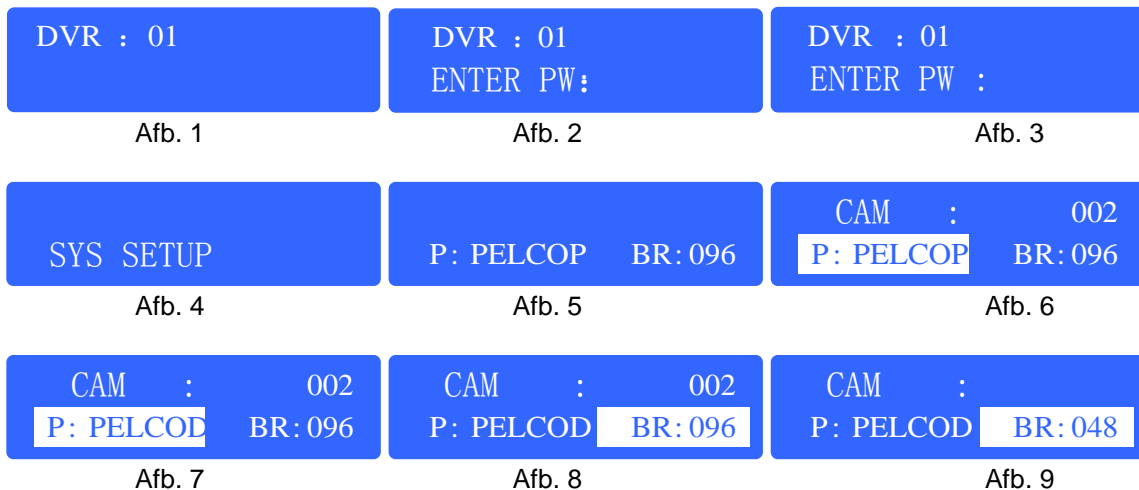 DVR : 01
Afb. 1
DVR : 01
ENTER PW:
Afb. 2
DVR : 01
ENTER PW :
Afb. 3
SYS SETUP
Afb. 4
P: PELCOP BR:096
Afb. 5
CAM : 002
P: PELCOP BR:096
Afb. 6
CAM : 002
P: PELCOD BR:096
Afb. 7
CAM : 002
P: PELCOD BR:096
Afb. 8
CAM :
P: PELCOD BR:048
Afb. 9